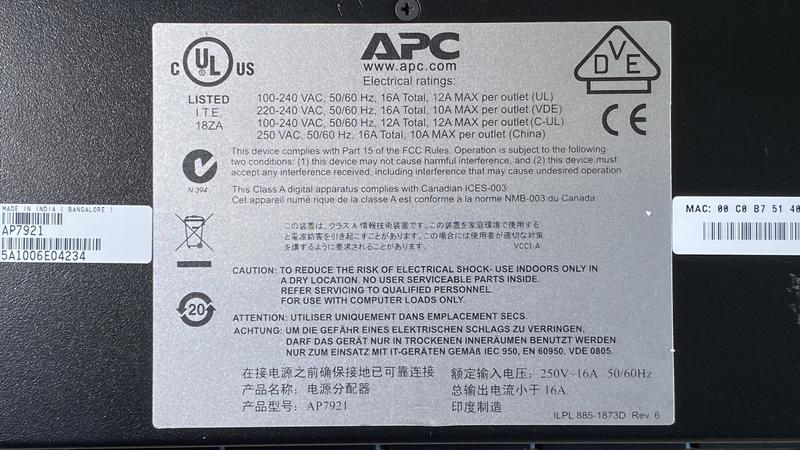 C UL US
LISTED
I.T.E.
18ZA
APC
www.apc.com
Electrical ratings:
100-240 VAC, 50/60 Hz, 16A Total, 12A MAX per outlet (UL)
220-240 VAC, 50/60 Hz, 16A Total, 10A MAX per outlet (VDE)
100-240 VAC, 50/60 Hz, 12A Total, 12A MAX per outlet (C-UL)
250 VAC, 50/60 Hz, 16A Total, 10A MAX per outlet (China)
DVE
CE
N 394
This device complies with Part 15 of the FCC Rules. Operation is subject to the following
two conditions: (1) this device may not cause harmful interference, and (2) this device must
accept any interference received, including interference that may cause undesired operation
This Class A digital apparatus complies with Canadian ICES-003
Cet appareil numé rique de la classe A est conforme à la norme NMB-003 du Canada
MADE IN INDIA ( BANGALORE )
AP7921
5A1006E04234
MAC: 00 C0 B7 51 40
この装置は、クラスA情報技術装置です。この装置を家庭環境で使用する
と電波妨害を引き起こすことがあります。この場合には使用者が適切な対策
を講ずるように要求されることがあります。 VCCI-A
CAUTION: TO REDUCE THE RISK OF ELECTRICAL SHOCK- USE INDOORS ONLY IN
A DRY LOCATION. NO USER SERVICEABLE PARTS INSIDE.
REFER SERVICING TO QUALIFIED PERSONNEL.
FOR USE WITH COMPUTER LOADS ONLY.
20
ATTENTION: UTILISER UNIQUEMENT DANS EMPLACEMENT SECS.
ACHTUNG: UM DIE GEFÄHR EINES ELEKTRISCHEN SCHLAGS ZU VERRINGEN,
DARF DAS GERÄT NUR IN TROCKENEN INNERÄUMEN BENUTZT WERDEN
NUR ZUM EINSATZ MIT IT-GERÄTEN GEMÄß IEC 950, EN 60950, VDE 0805.
在接电源之前确保接地已可靠连接
产品名称：电源分配器
产品型号：AP7921
额定输入电压：250V~16A 50/60Hz
总输出电流小于16A
印度制造
ILPL 885-1873D Rev. 6